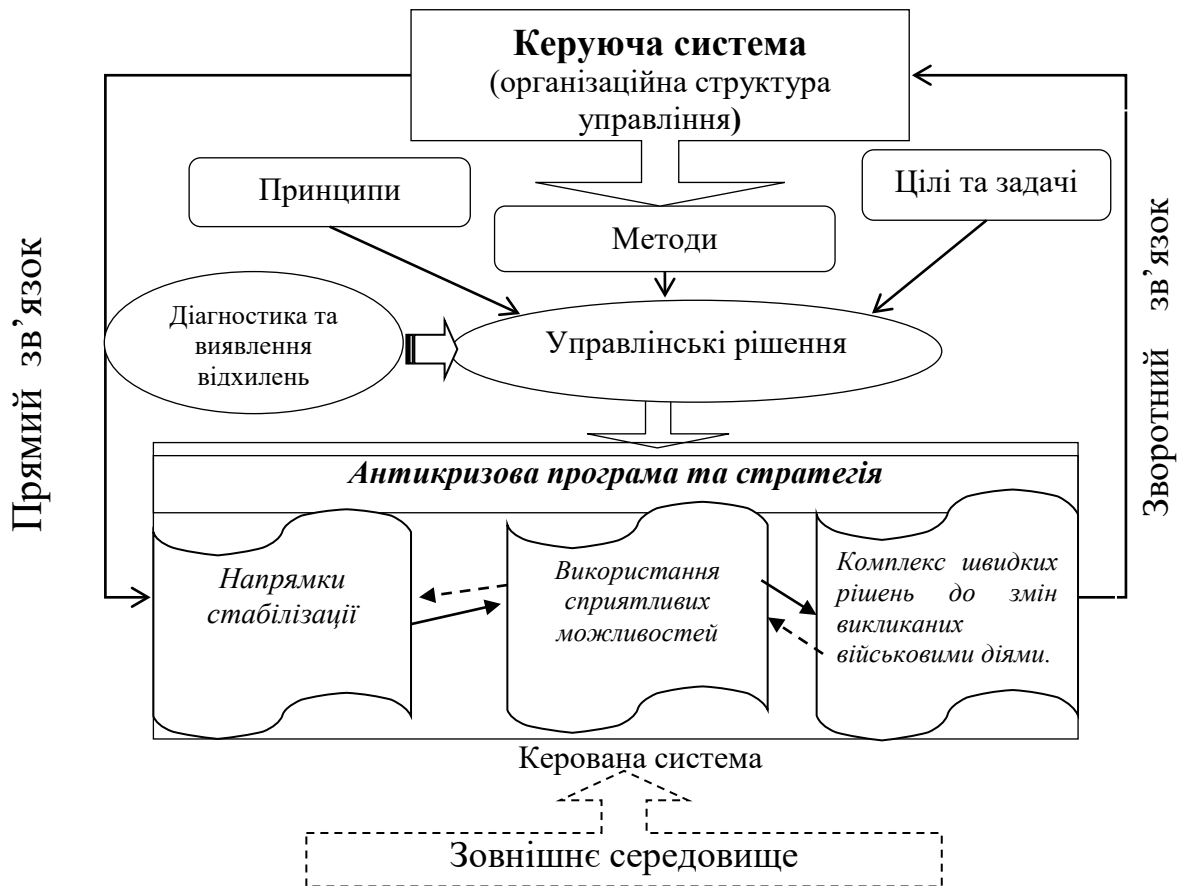 Керуюча система
(організаційна структура
управління)
Принципи
Цілі та задачі
Методи
Прямий зв’язок
Зворотний зв’язок
Діагностика та
виявлення
відхилень
Управлінські рішення
Антикризова програма та стратегія
Напрямки
стабілізації
Використання
сприятливих
можливостей
Комплекс швидких
рішень до змін
викликаних
військовими діями.
Керована система
Зовнішнє середовище